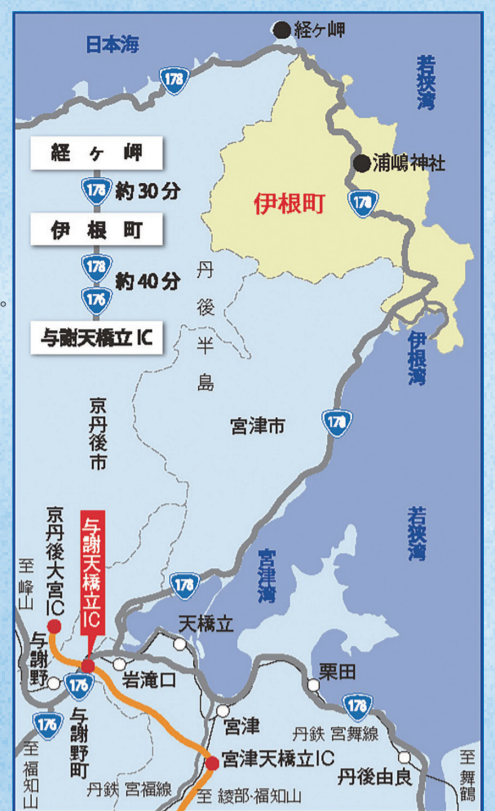 経ヶ岬
日本海
178
若狭湾
経ヶ岬
178
約30分
浦嶋神社
伊根町
178
伊根町
178
約40分
176
与謝天橋立IC
丹後半島
伊根湾
京丹後市
宮津市
178
若狭湾
京丹後大宮IC
与謝天橋立IC
宮津湾
至 峰山
178
天橋立
与謝野
岩滝口
栗田
176
178
176
与謝野町
宮津
丹鉄 宮舞線
宮津天橋立IC
丹後由良
至 福知山
丹鉄 宮福線
至 綾部・福知山
至 舞鶴